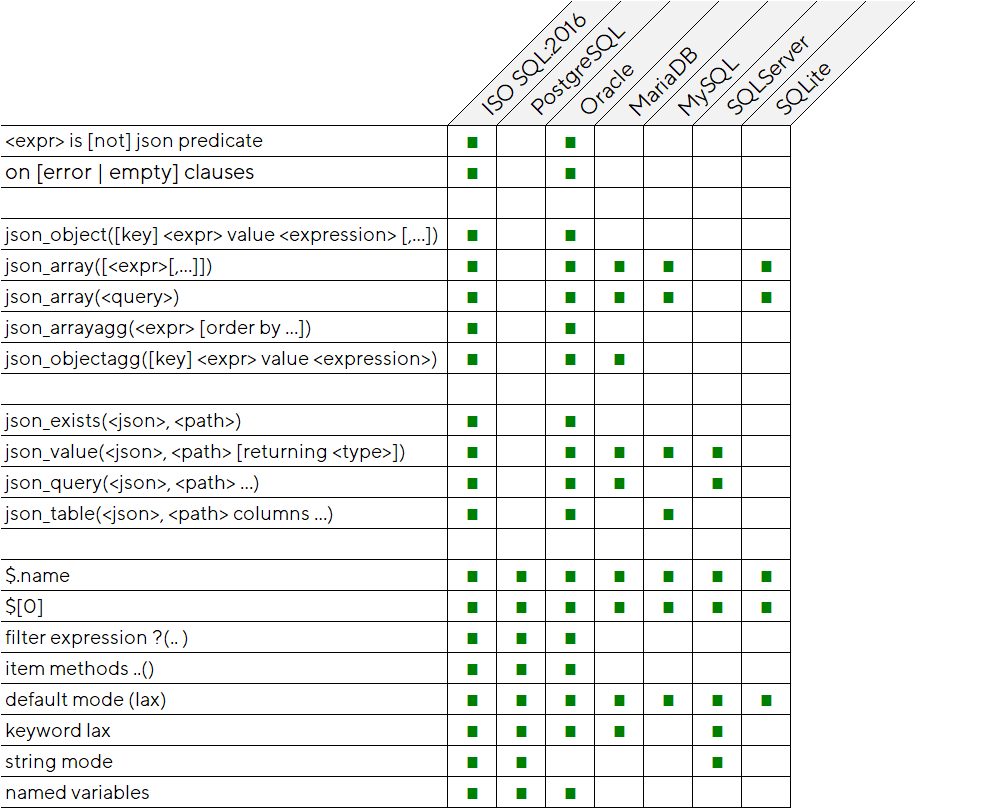 ISO SQL:2016
PostgreSQL
Oracle
MariaDB
MySQL
SQLServer
SQLite
<expr> is [not] json predicate
on [error | empty] clauses
json_object([key] <expr> value <expression> [,...])
json_array([<expr>[,...]])
json_array(<query>)
json_arrayagg(<expr> [order by ...])
json_objectagg([key] <expr> value <expression>)
json_exists(<json>, <path>)
json_value(<json>, <path> [returning <type>])
json_query(<json>, <path> ...)
json_table(<json>, <path> columns ...)
$.name
$[0]
filter expression ?(.. )
item methods ..()
default mode (lax)
keyword lax
string mode
named variables